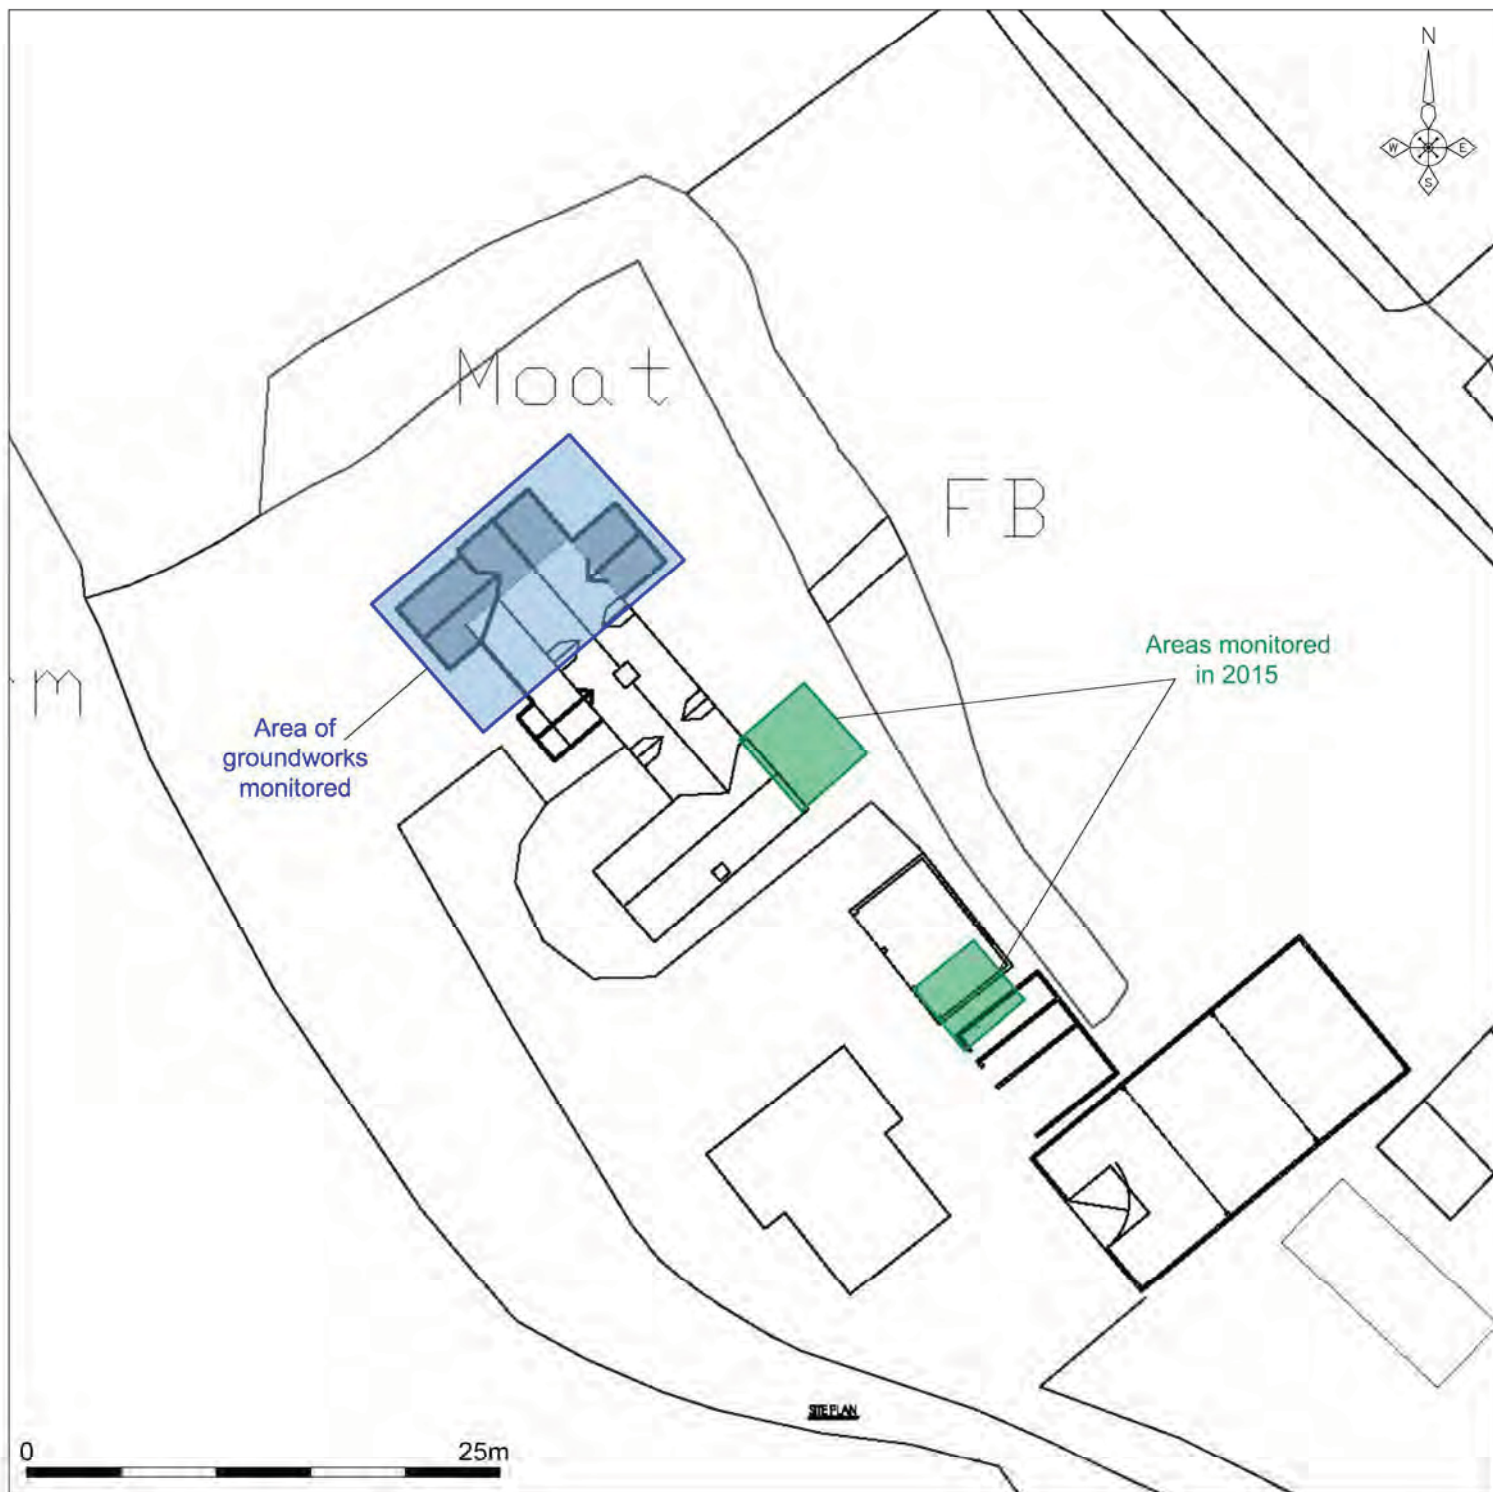 N
W
E
S
Moat
FB
Areas monitored
in 2015
m
Area of
groundworks
monitored
SITE PLAN
0
25m